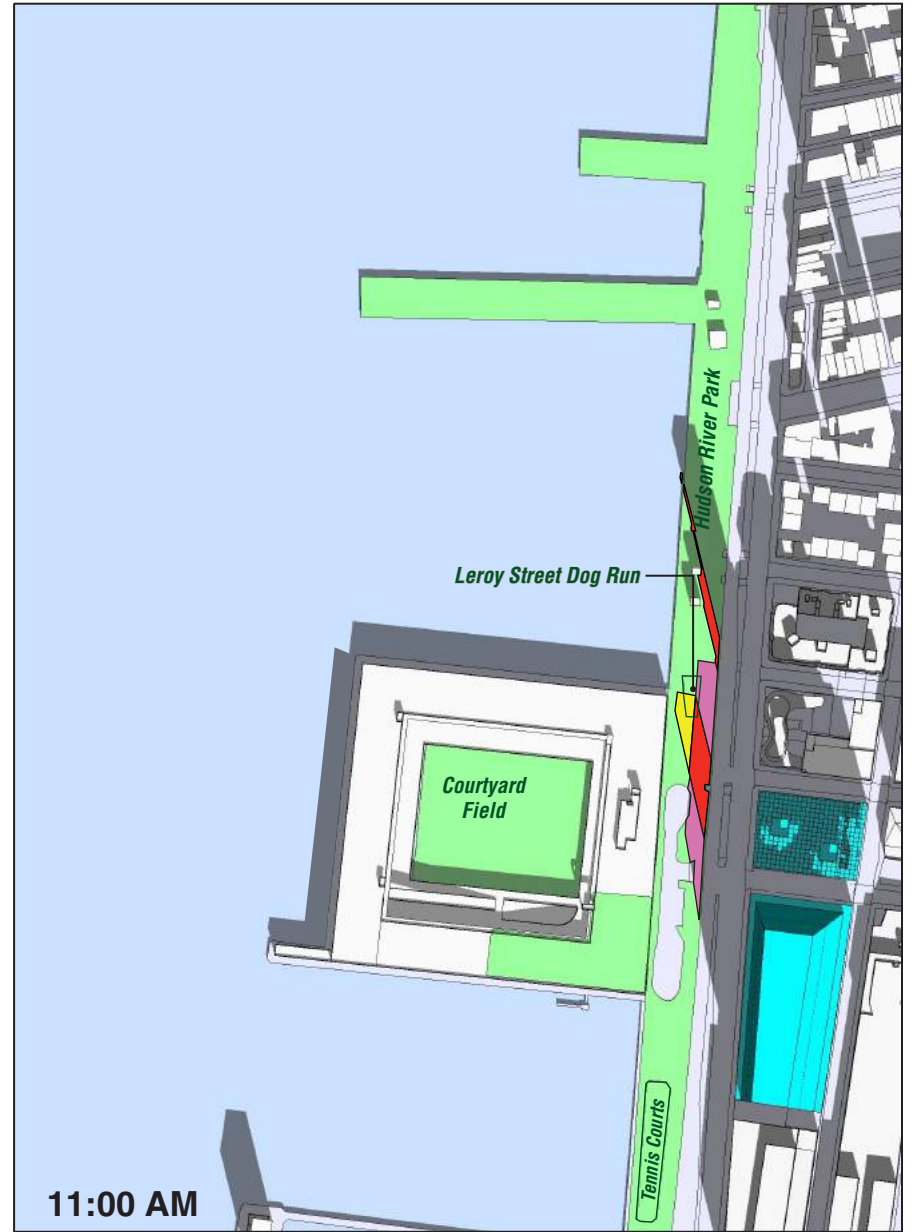 Hudson River Park
Leroy Street Dog Run
Courtyard
Field
Tennis Courts
11:00 AM